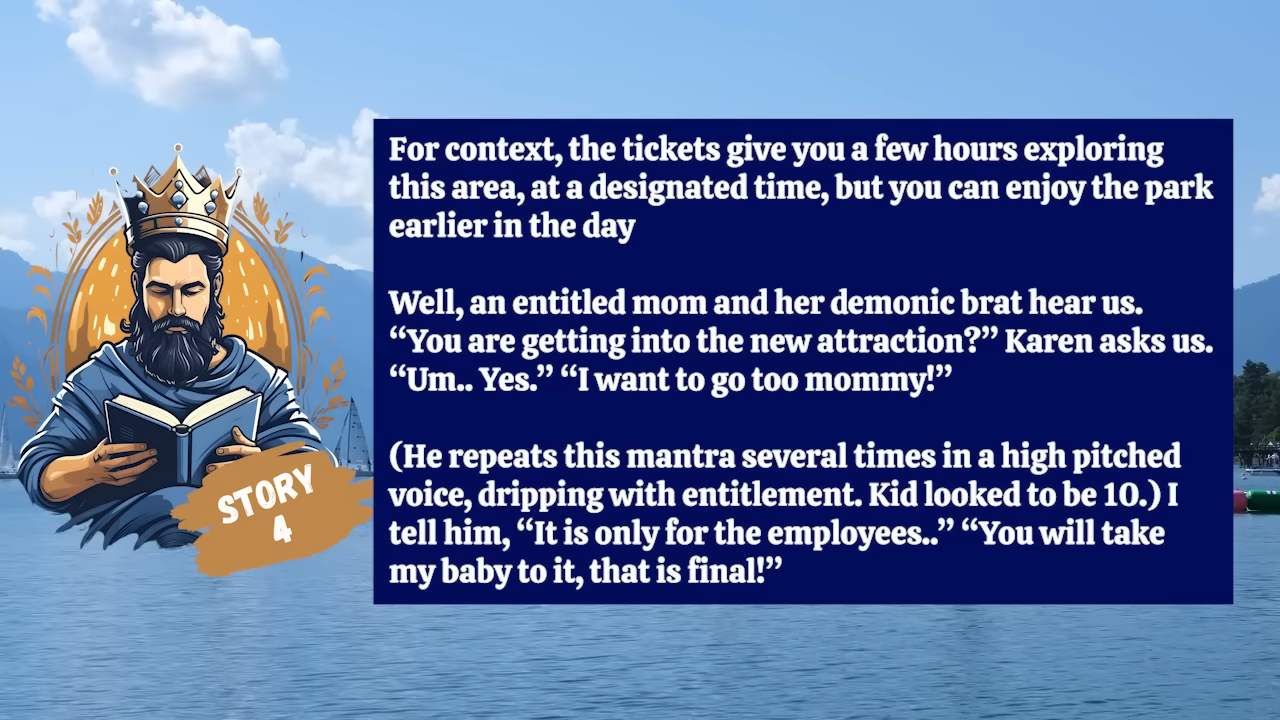 For context, the tickets give you a few hours exploring
this area, at a designated time, but you can enjoy the park
earlier in the day
Well, an entitled mom and her demonic brat hear us.
“You are getting into the new attraction?” Karen asks us.
“Um.. Yes.” “I want to go too mommy!”
(He repeats this mantra several times in a high pitched
voice, dripping with entitlement. Kid looked to be 10.) I
tell him, “It is only for the employees..” “You will take
my baby to it, that is final!”
STORY
4